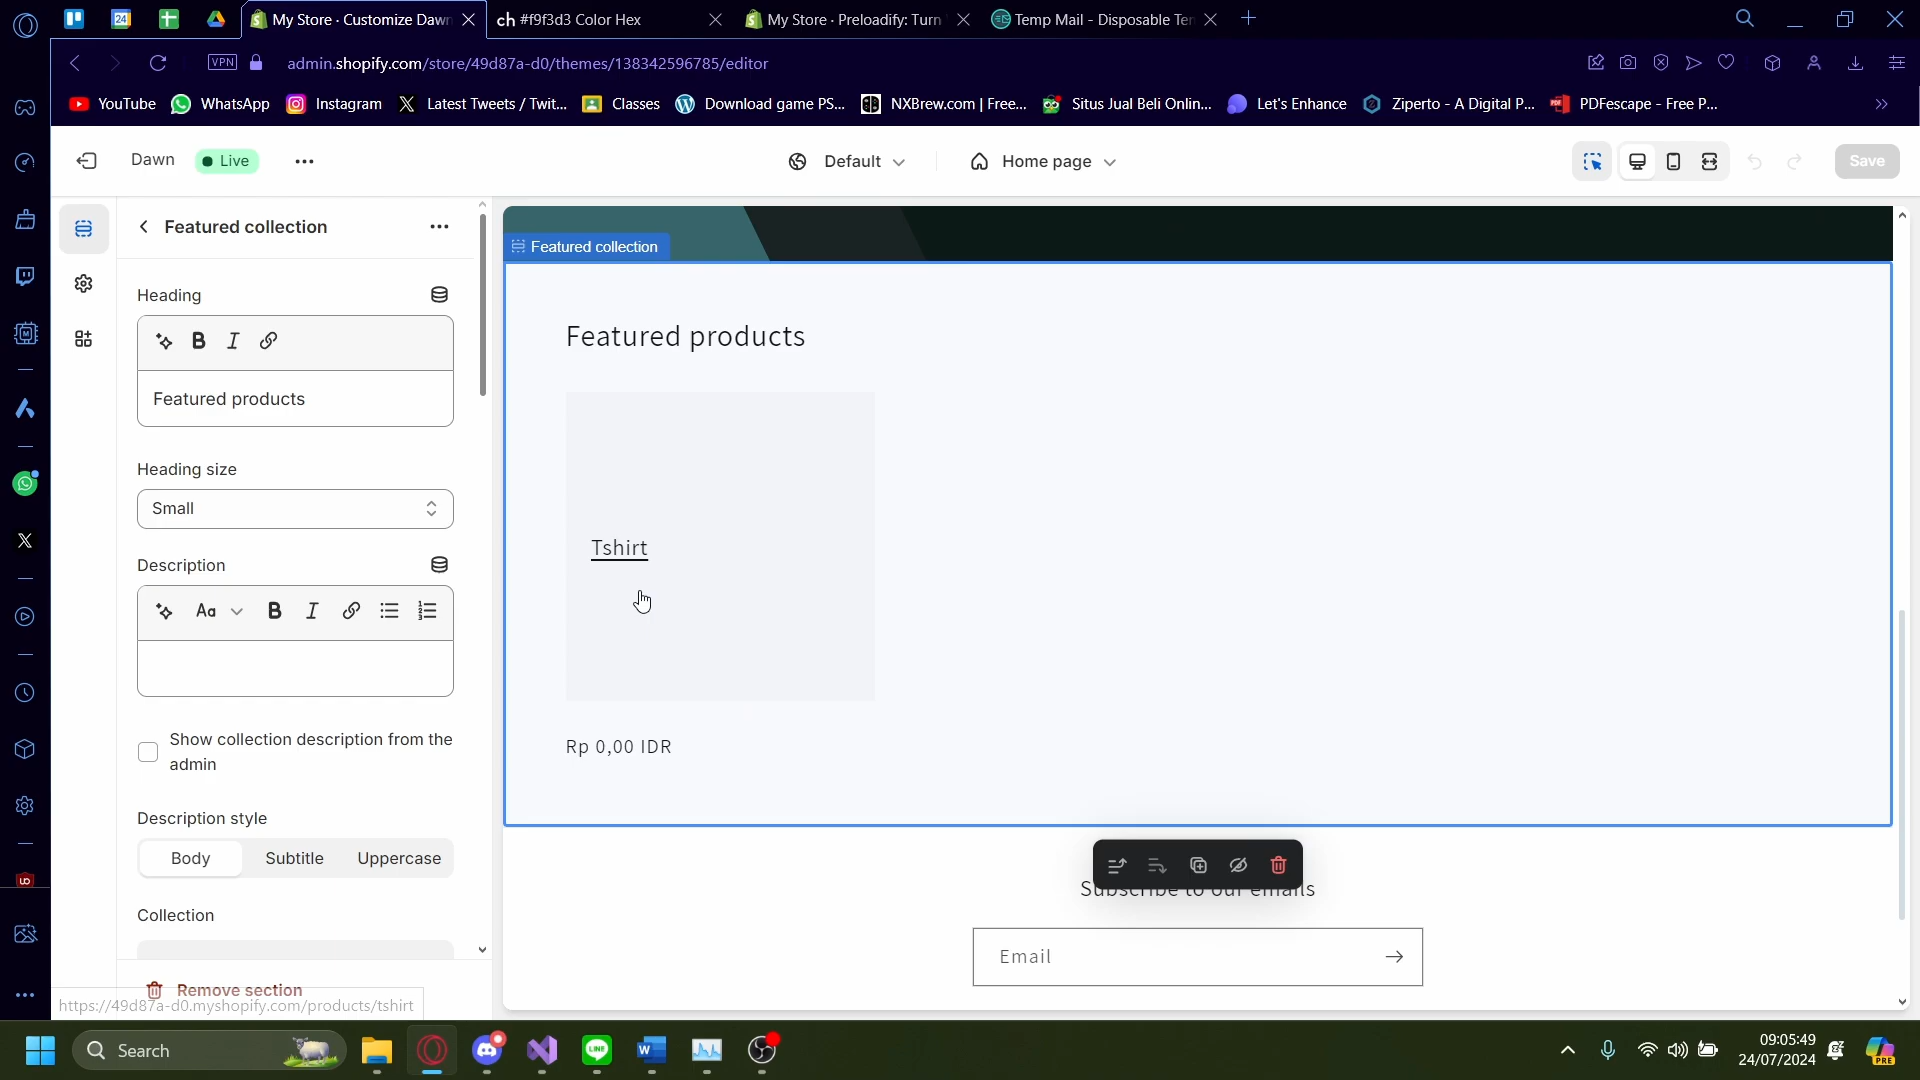 My Store · Customize Dawn
ch #f9f3d3 Color Hex
My Store · Preloadify: Turn
Temp Mail - Disposable Ter
VPN
admin.shopify.com/store/49d87a-d0/themes/138342596785/editor
YouTube
WhatsApp
Instagram
Latest Tweets / Twit...
Classes
Download game PS...
NXBrew.com | Free...
Situs Jual Beli Onlin...
Let's Enhance
Ziperto - A Digital P...
PDFescape - Free P...
Dawn
Live
Default
Home page
Save
Featured collection
Featured collection
Heading
Featured products
Featured products
Heading size
Small
Tshirt
Description
Aa
Show collection description from the
admin
Rp 0,00 IDR
Description style
Body
Subtitle
Uppercase
Subscribe to our emails
Collection
Email
Remove section
https://49d87a-d0.myshopify.com/products/tshirt
Search
09:05:49
24/07/2024